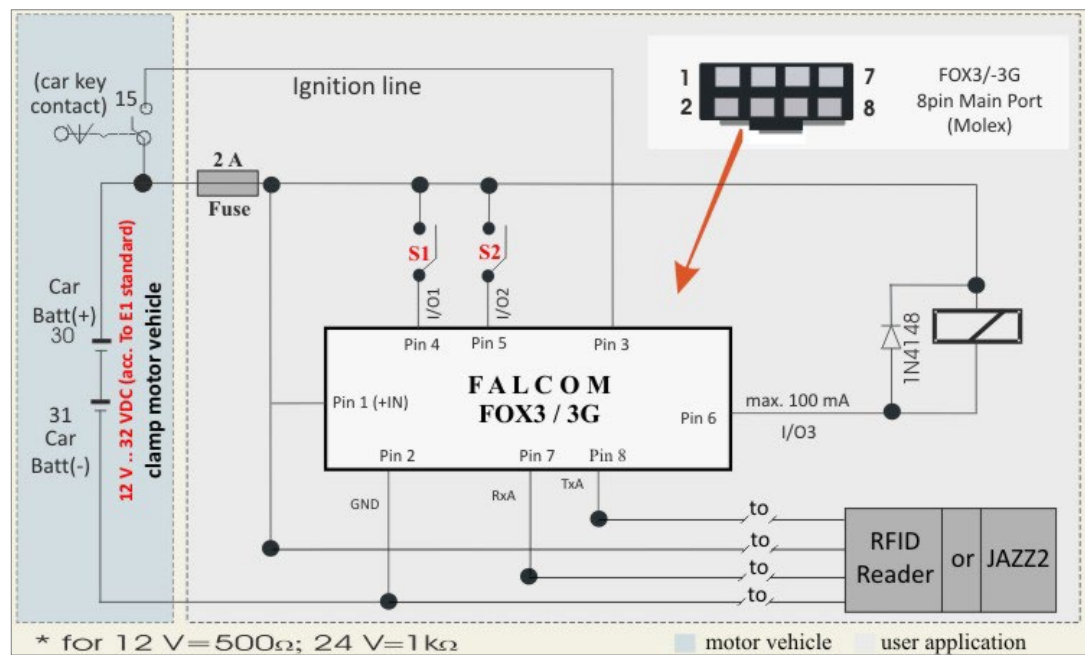 (car key
contact)
15
Ignition line
1
2
7
8
FOX3/-3G
8pin Main Port
(Molex)
2 A
Fuse
S1
S2
I/O1
I/O2
Car
Batt(+)
30
31
Car
Batt(-)
12 V .. 32 VDC (acc. To E1 standard)
clamp motor vehicle
Pin 4
Pin 5
Pin 3
FALCOM
FOX3 / 3G
Pin 1 (+IN)
Pin 6
Pin 2
Pin 7
Pin 8
max. 100 mA
I/O3
1N4148
GND
RxA
TxA
to
to
to
to
RFID
Reader
or
JAZZ2
* for 12 V=500Ω; 24 V=1kΩ
motor vehicle
user application